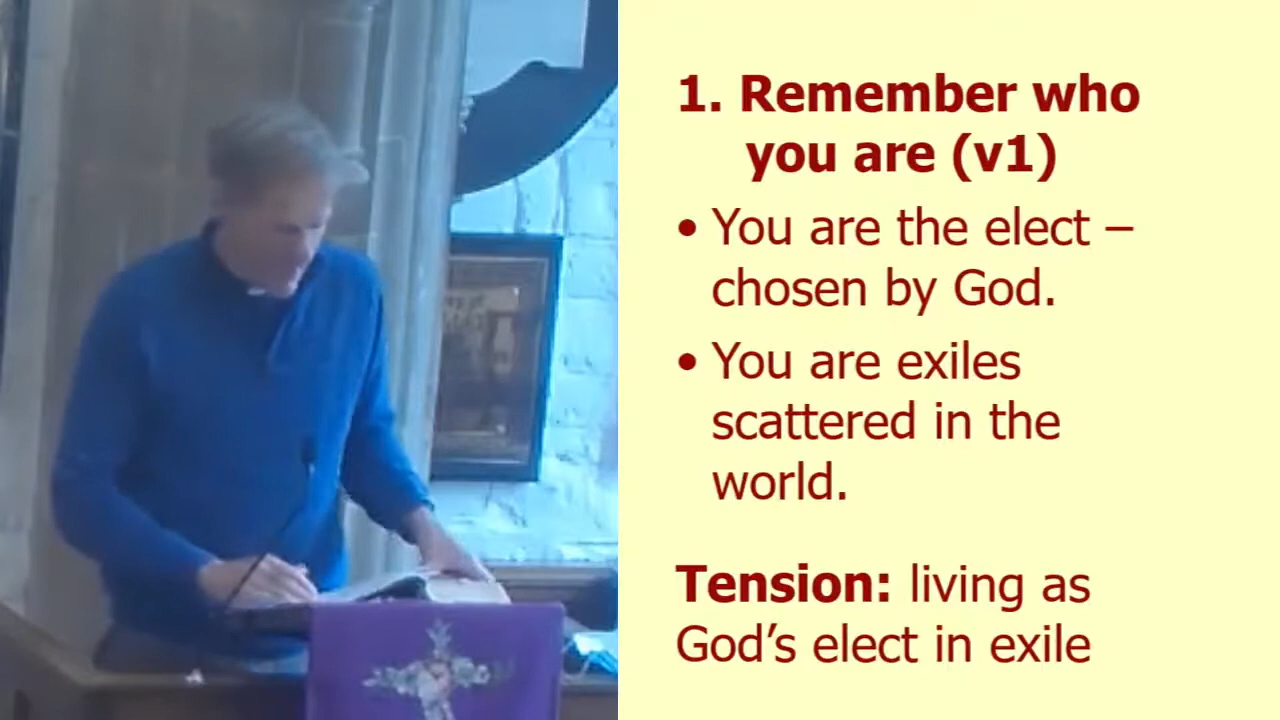 1. Remember who
you are (v1)
• You are the elect –
chosen by God.
• You are exiles
scattered in the
world.
Tension: living as
God’s elect in exile